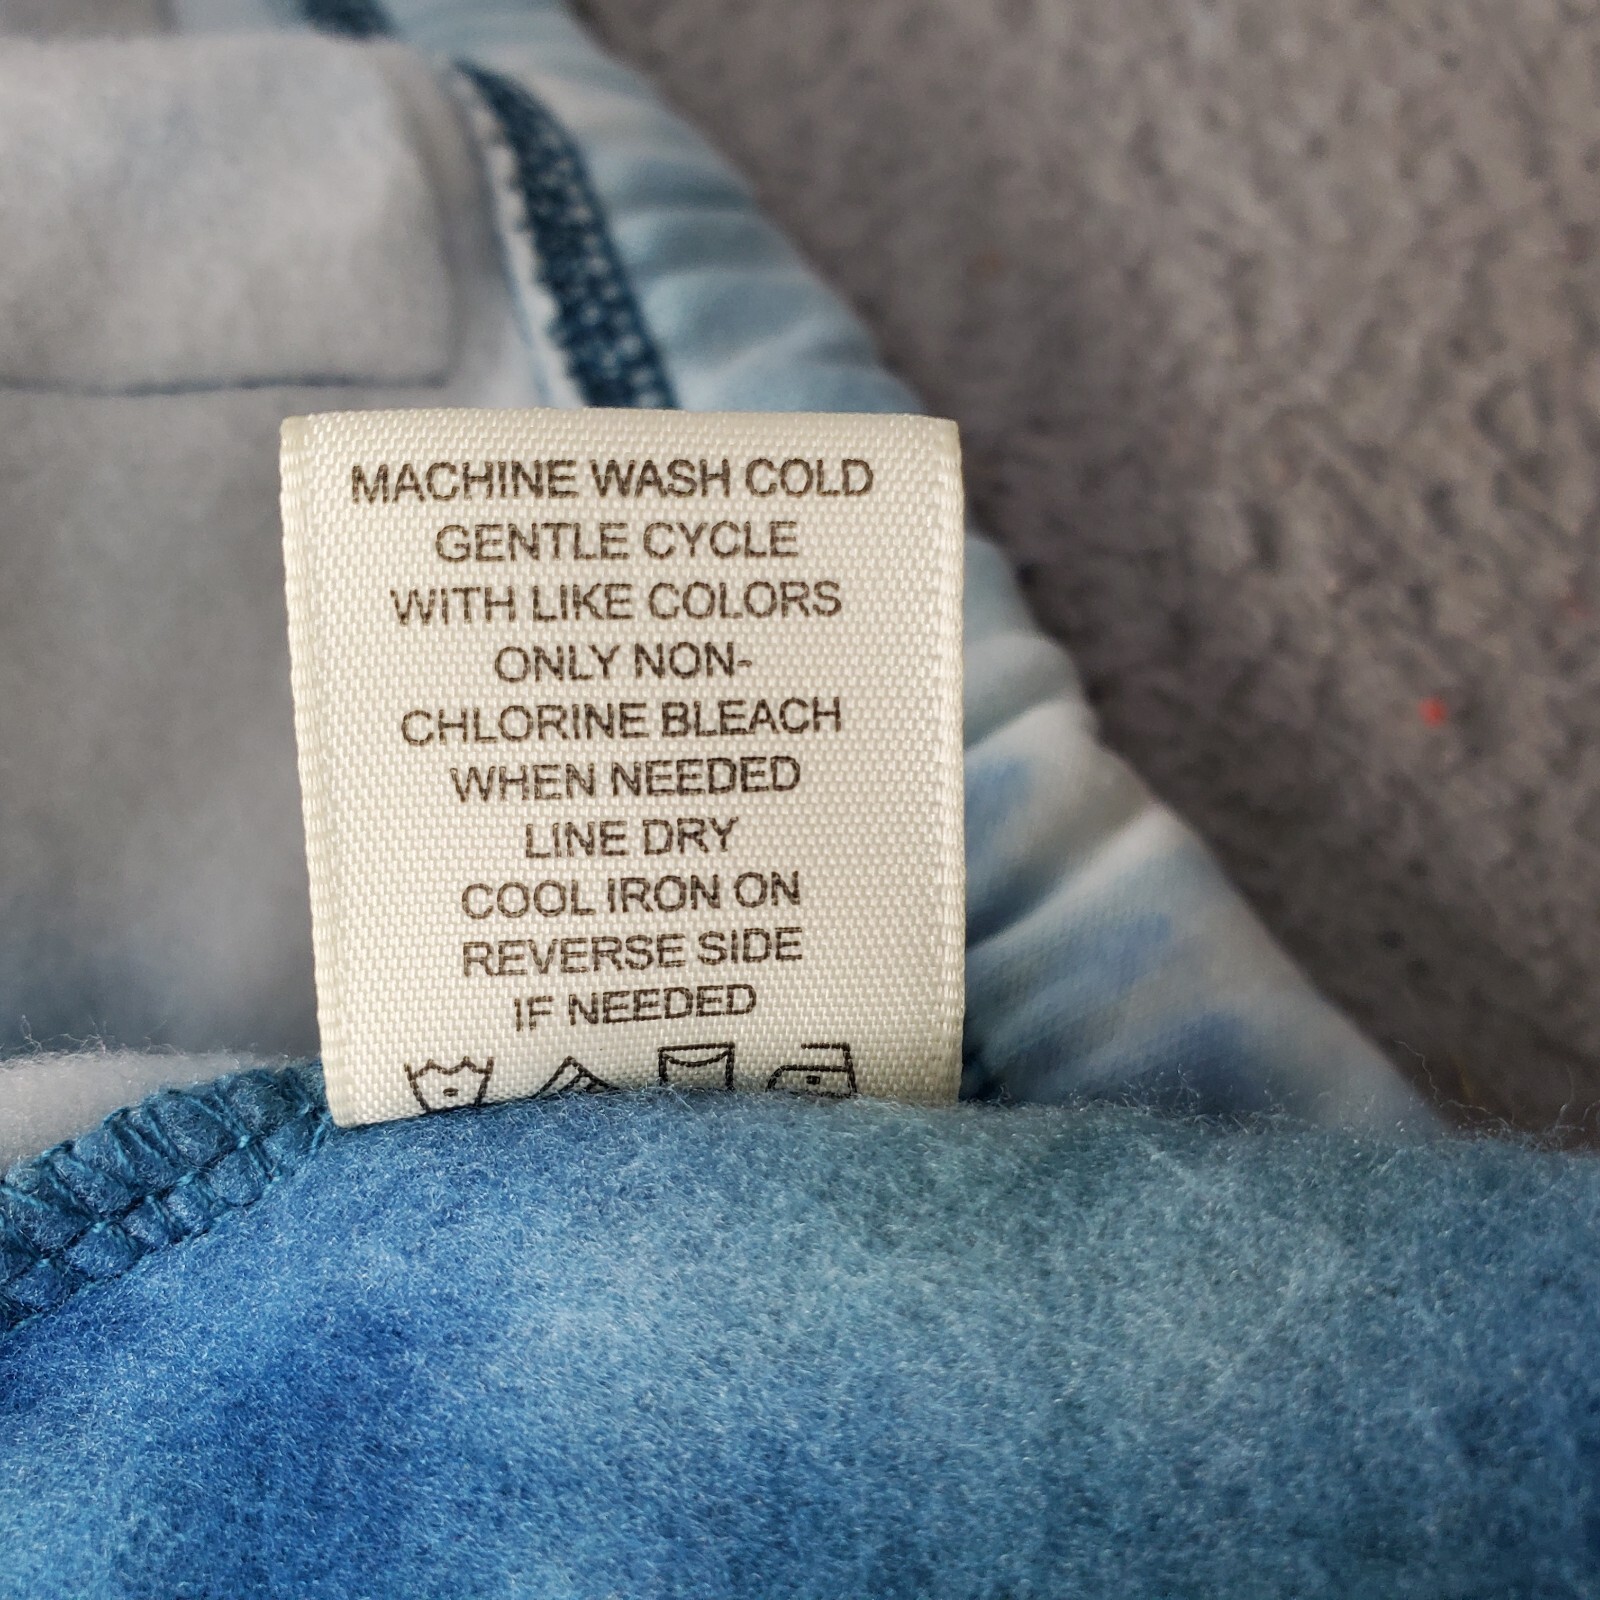 MACHINE WASH COLD
GENTLE CYCLE
WITH LIKE COLORS
ONLY NON-
CHLORINE BLEACH
WHEN NEEDED
LINE DRY
COOL IRON ON
REVERSE SIDE
IF NEEDED